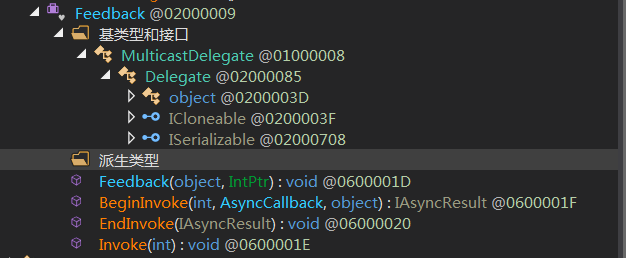 Feedback @02000009
基类型和接口
MulticastDelegate @01000008
Delegate @02000085
object @0200003D
ICloneable @0200003F
ISerializable @02000708
派生类型
Feedback(object, IntPtr) : void @0600001D
BeginInvoke(int, AsyncCallback, object) : IAsyncResult @0600001F
EndInvoke(IAsyncResult) : void @06000020
Invoke(int) : void @0600001E